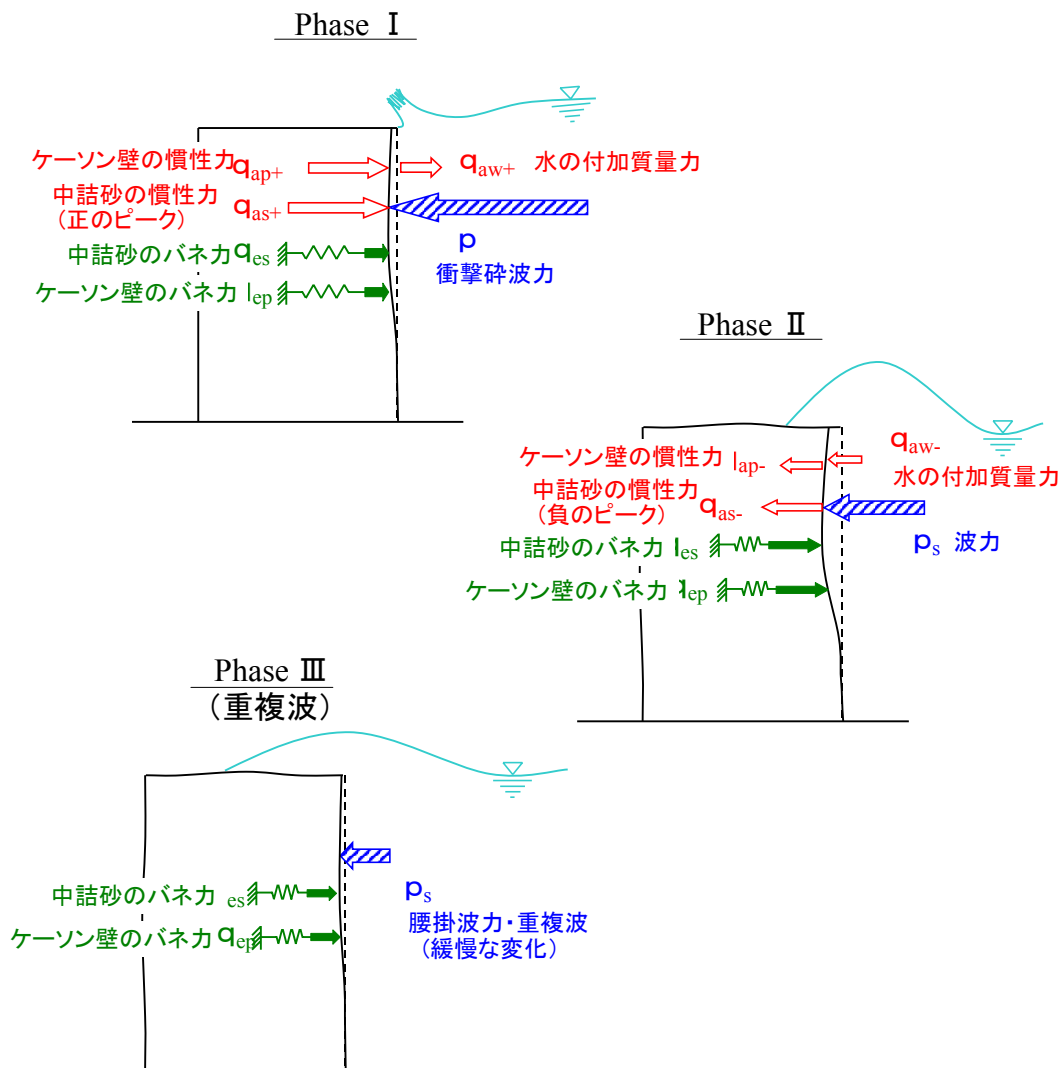 Phase Ⅰ
ケーソン壁の慣性力 qap+
qaw+ 水の付加質量力
中詰砂の慣性力
(正のピーク)
qas+
中詰砂のバネ力 qes
p
衝撃砕波力
ケーソン壁のバネ力 lep
Phase Ⅱ
ケーソン壁の慣性力 lap-
qaw-
水の付加質量力
中詰砂の慣性力
(負のピーク)
qas-
ps 波力
中詰砂のバネ力 les
ケーソン壁のバネ力 lep
Phase Ⅲ
(重複波)
中詰砂のバネ力 es
ps
腰掛波力・重複波
(緩慢な変化)
ケーソン壁のバネ力 qep